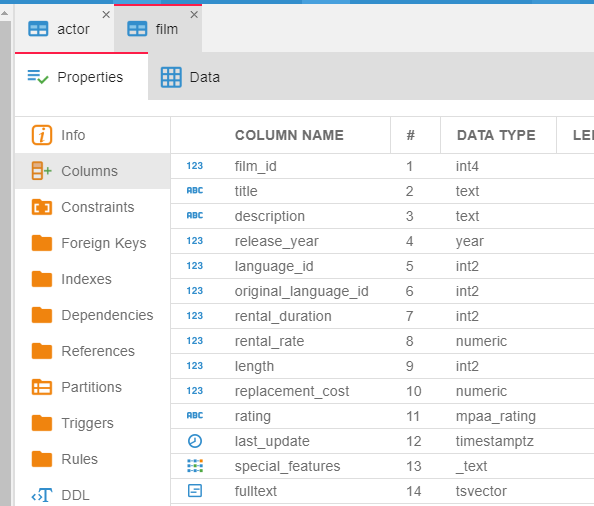 actor film
Properties Data
Info
Columns
Constraints
Foreign Keys
Indexes
Dependencies
References
Partitions
Triggers
Rules
DDL
COLUMN NAME # DATA TYPE LE
123 film_id 1 int4
ABC title 2 text
ABC description 3 text
123 release_year 4 year
123 language_id 5 int2
123 original_language_id 6 int2
123 rental_duration 7 int2
123 rental_rate 8 numeric
123 length 9 int2
123 replacement_cost 10 numeric
ABC rating 11 mpaa_rating
last_update 12 timestamptz
special_features 13 _text
fulltext 14 tsvector